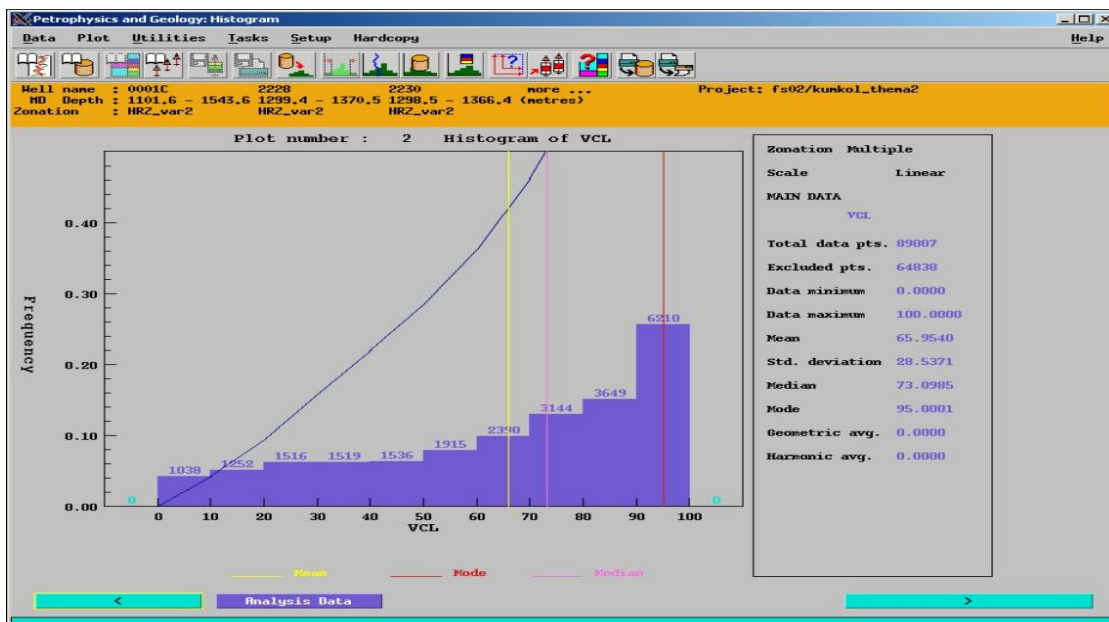 Petrophysics and Geology: Histogram
Data Plot Utilities Tasks Setup Hardcopy Help
Well name : 0001C 2228 2230 more ... Project: fs02/kumkol_thema2
MD Depth : 1101.6 - 1543.6 1299.4 - 1370.5 1298.5 - 1366.4 (metres)
Zonation : HRZ_var2 HRZ_var2 HRZ_var2
Plot number : 2 Histogram of VCL
Frequency
0.40
0.30
0.20
0.10
0.00
0 1038 1252 1516 1519 1536 1915 2390 3144 3649 6210 0
0 10 20 30 40 50 60 70 80 90 100
VCL
Mean Mode Median
Zonation Multiple
Scale Linear
MAIN DATA
VCL
Total data pts. 89007
Excluded pts. 64838
Data minimum 0.0000
Data maximum 100.0000
Mean 65.9540
Std. deviation 28.5371
Median 73.0985
Mode 95.0001
Geometric avg. 0.0000
Harmonic avg. 0.0000
< Analysis Data >